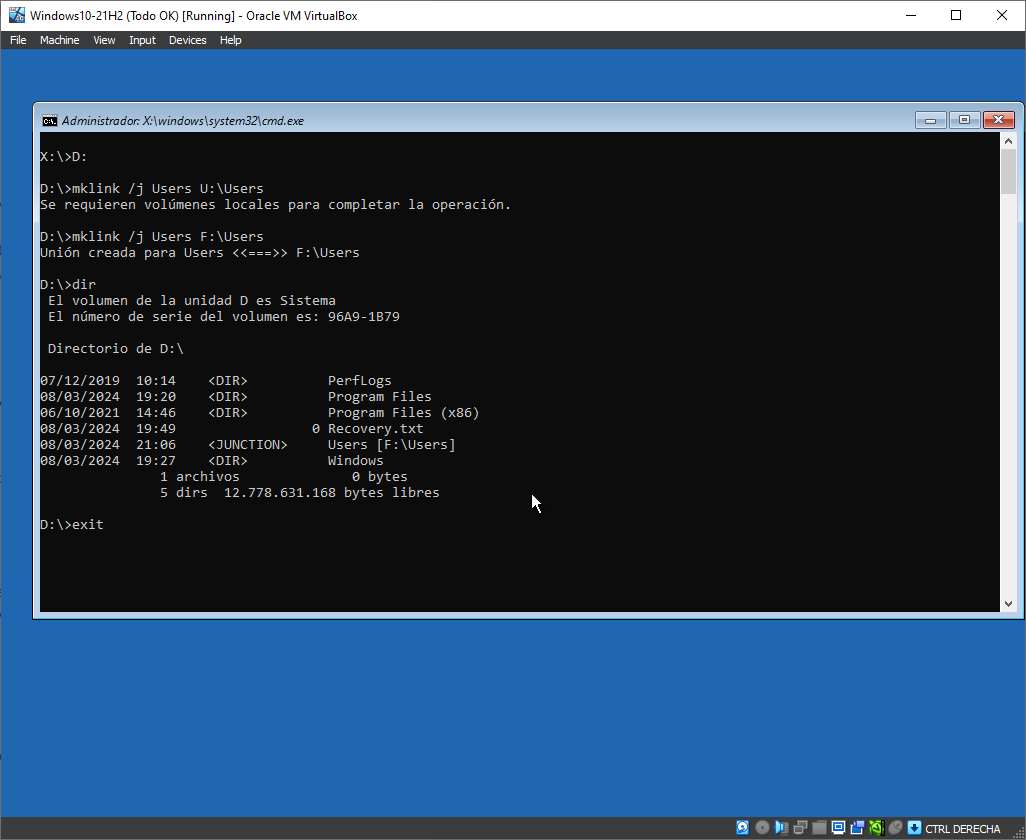 Windows10-21H2 (Todo OK) [Running] - Oracle VM VirtualBox
File Machine View Input Devices Help
Administrador: X:\windows\system32\cmd.exe
X:\>D:
D:\>mklink /j Users U:\Users
Se requieren volúmenes locales para completar la operación.
D:\>mklink /j Users F:\Users
Unión creada para Users <<===>> F:\Users
D:\>dir
El volumen de la unidad D es Sistema
El número de serie del volumen es: 96A9-1B79
Directorio de D:\
07/12/2019 10:14 <DIR> PerfLogs
08/03/2024 19:20 <DIR> Program Files
06/10/2021 14:46 <DIR> Program Files (x86)
08/03/2024 19:49 0 Recovery.txt
08/03/2024 21:06 <JUNCTION> Users [F:\Users]
08/03/2024 19:27 <DIR> Windows
1 archivos 0 bytes
5 dirs 12.778.631.168 bytes libres
D:\>exit
CTRL DERECHA